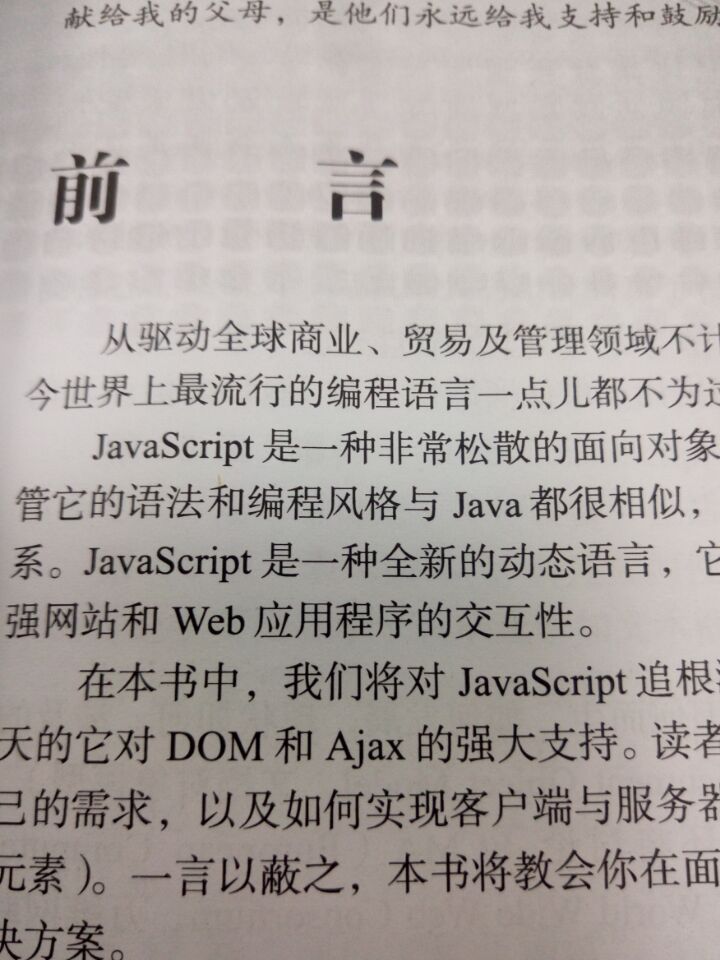 献给我的父母，是他们永远给我支持和鼓励
前言
从驱动全球商业、贸易及管理领域不计
今世界上最流行的编程语言一点儿都不为过
JavaScript 是一种非常松散的面向对象
管它的语法和编程风格与 Java 都很相似，
系。JavaScript 是一种全新的动态语言，它
强网站和 Web 应用程序的交互性。
在本书中，我们将对 JavaScript 追根
天的它对 DOM 和 Ajax 的强大支持。读者
己的需求，以及如何实现客户端与服务器
元素）。一言以蔽之，本书将教会你在面
决方案。